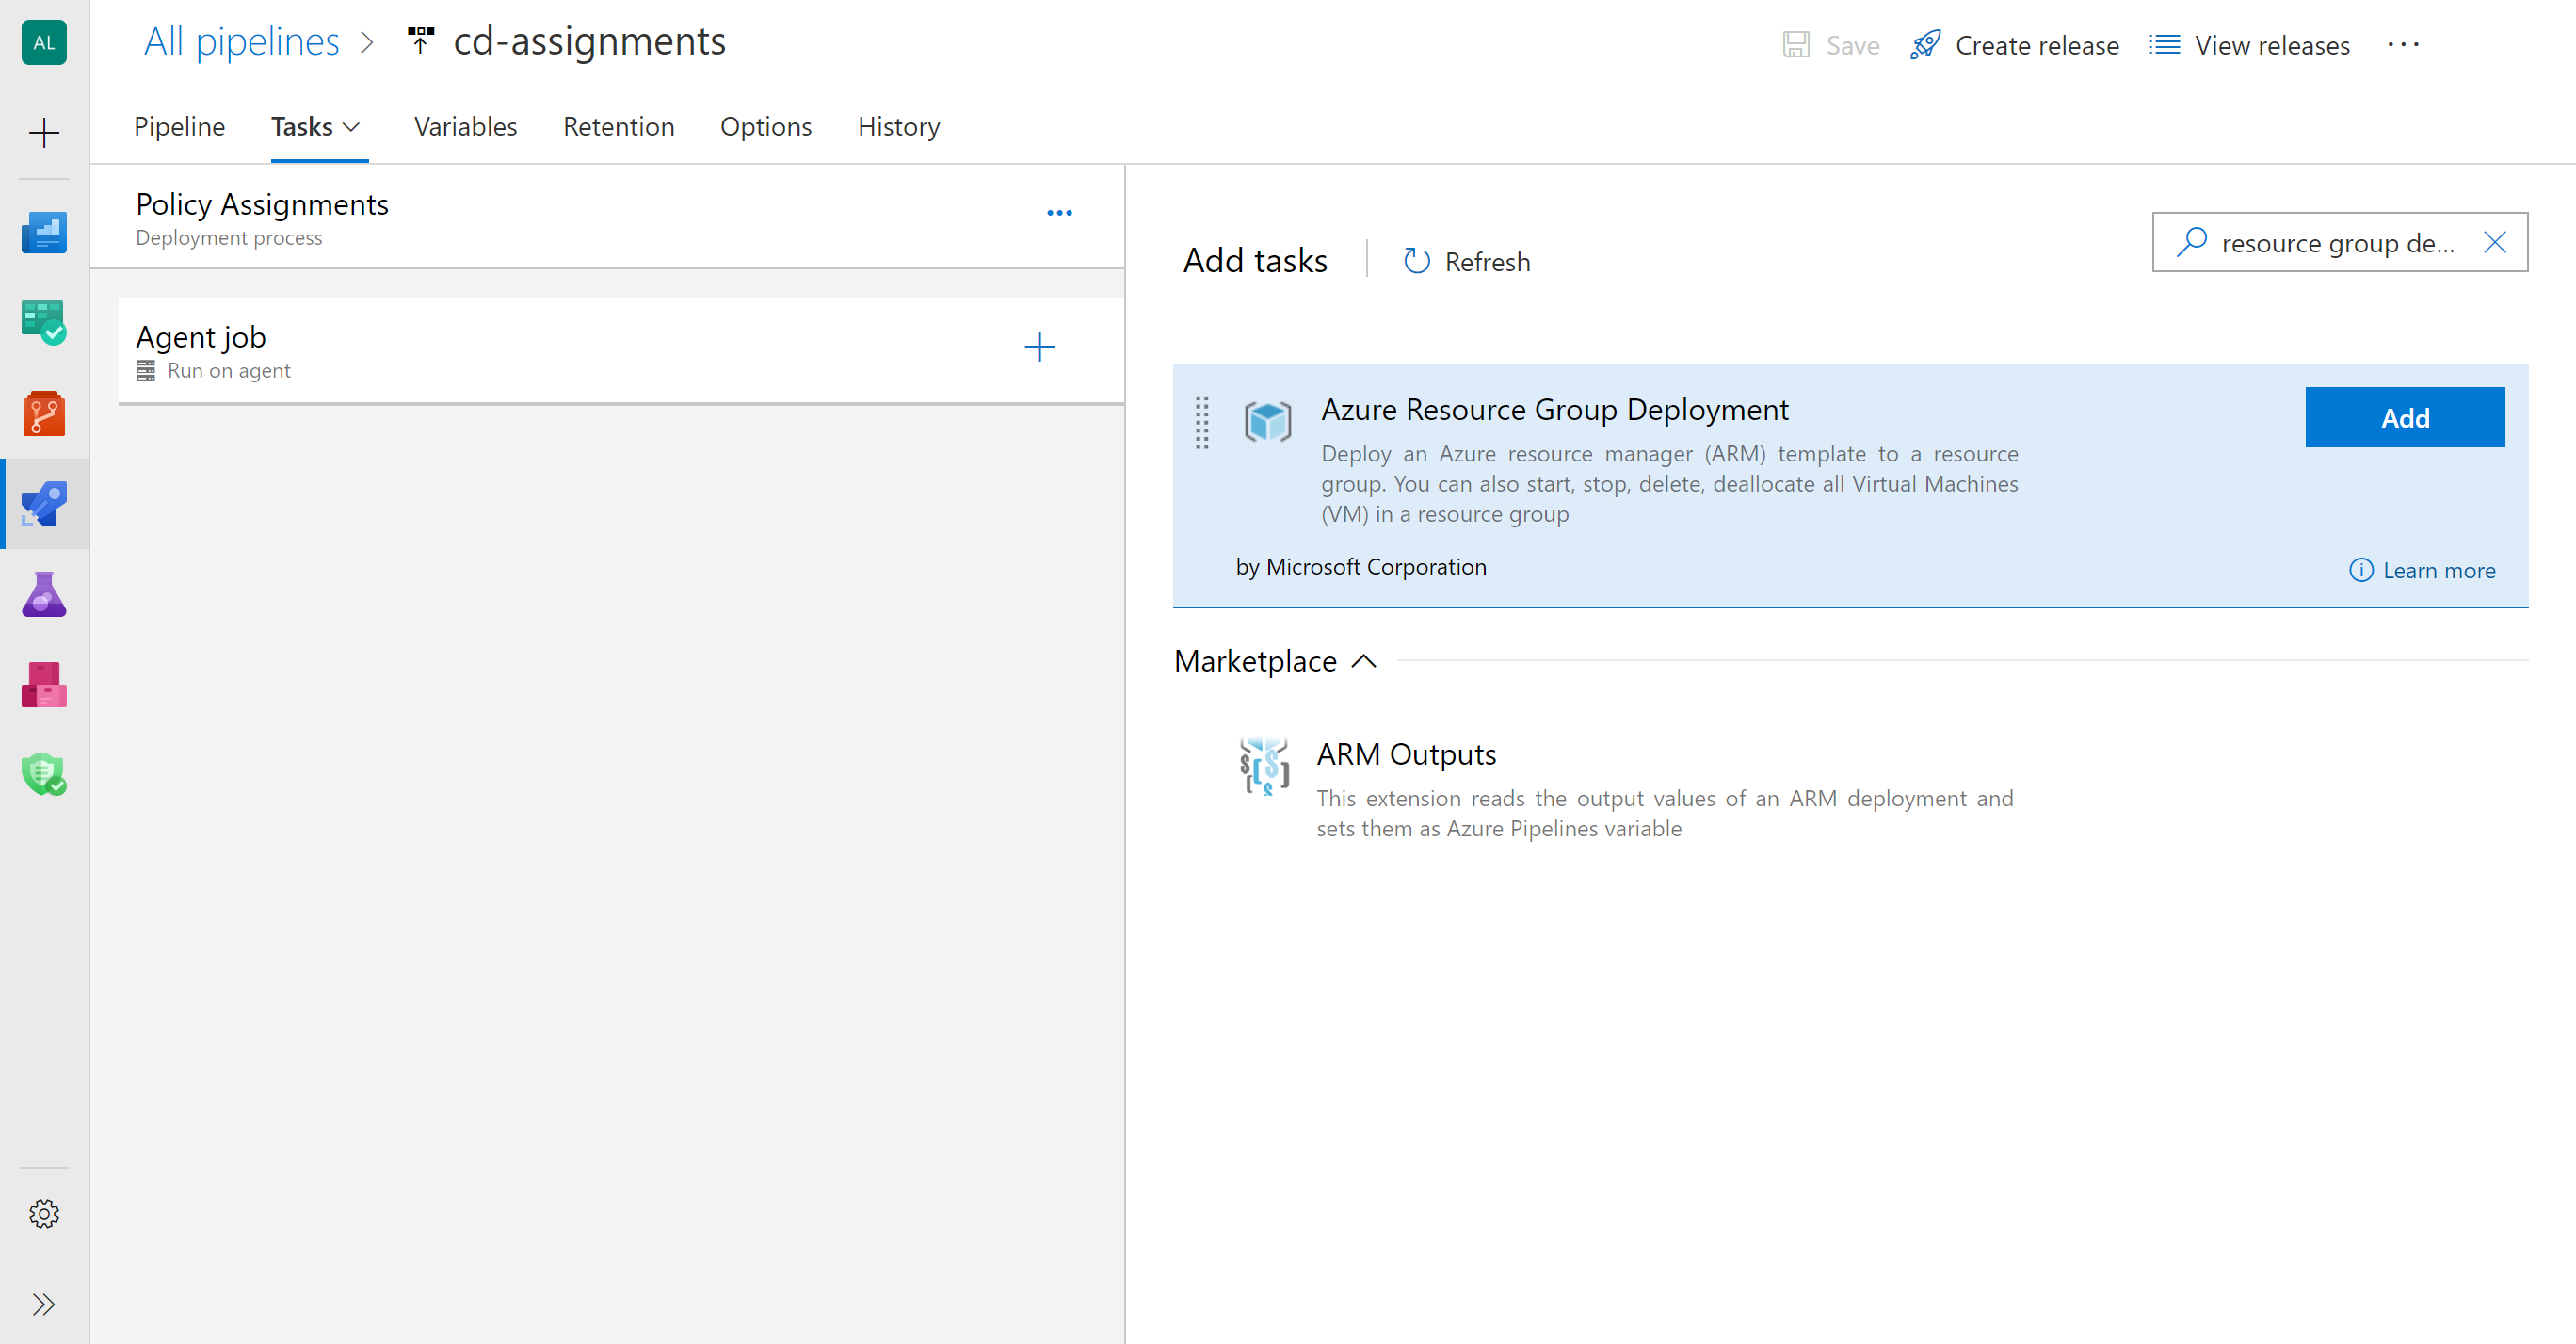 AL
All pipelines
cd-assignments
Save
Create release
View releases
Pipeline
Tasks
Variables
Retention
Options
History
Policy Assignments
Deployment process
Agent job
Run on agent
Add tasks
Refresh
resource group de...
Azure Resource Group Deployment
Add
Deploy an Azure resource manager (ARM) template to a resource
group. You can also start, stop, delete, deallocate all Virtual Machines
(VM) in a resource group
by Microsoft Corporation
Learn more
Marketplace
ARM Outputs
This extension reads the output values of an ARM deployment and
sets them as Azure Pipelines variable